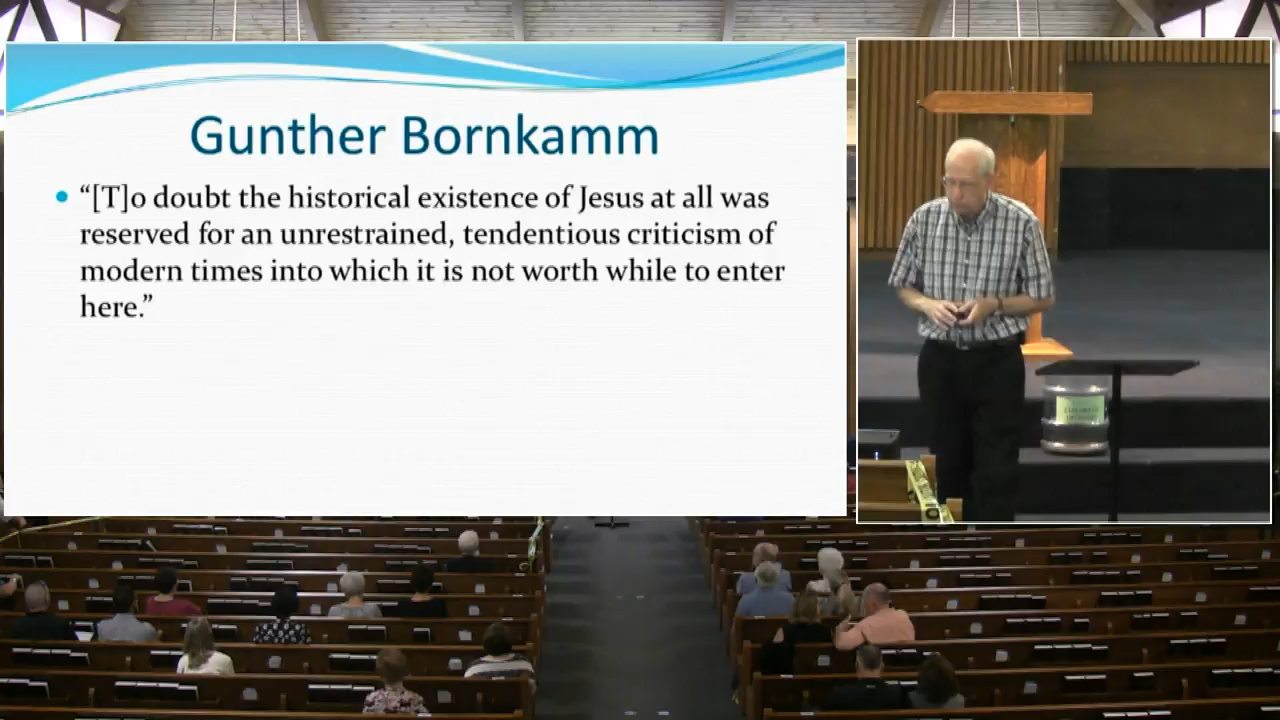 Gunther Bornkamm
• “[T]o doubt the historical existence of Jesus at all was
reserved for an unrestrained, tendentious criticism of
modern times into which it is not worth while to enter
here.”